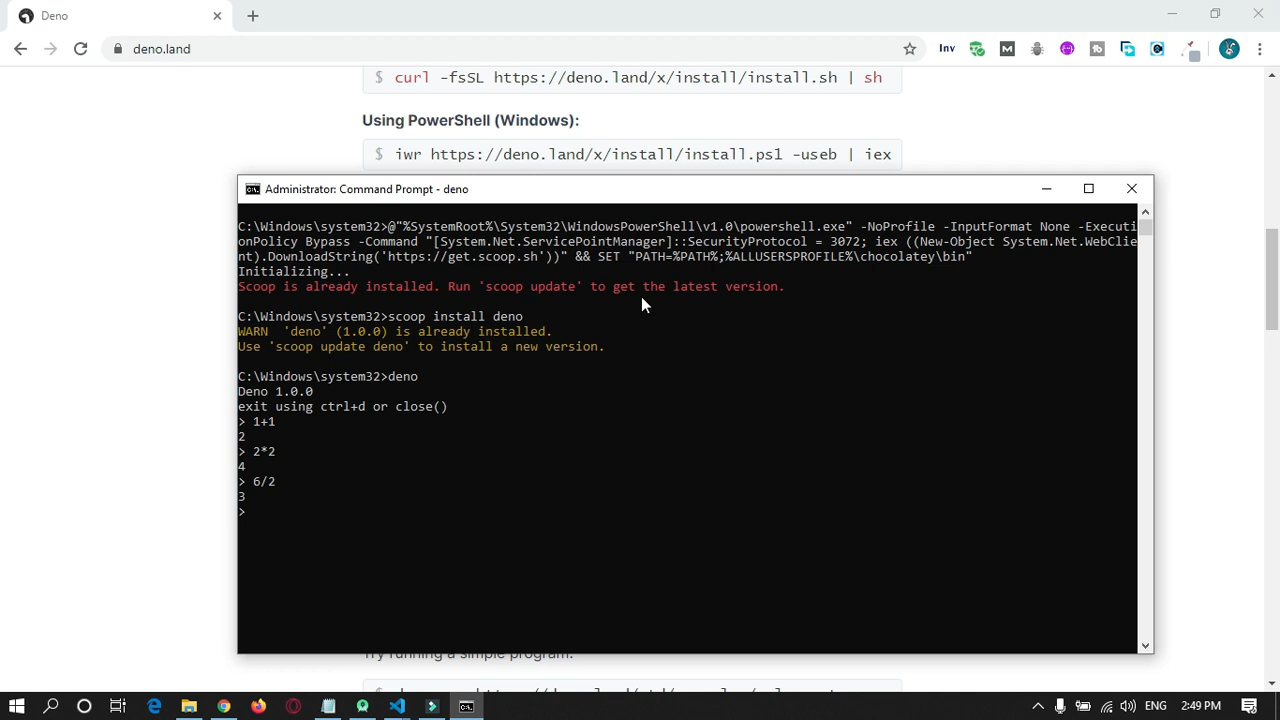 Deno
deno.land
Inv
$ curl -fsSL https://deno.land/x/install/install.sh | sh
Using PowerShell (Windows):
$ iwr https://deno.land/x/install/install.ps1 -useb | iex
Administrator: Command Prompt - deno
C:\Windows\system32>@"%SystemRoot%\System32\WindowsPowerShell\v1.0\powershell.exe" -NoProfile -InputFormat None -Executi
onPolicy Bypass -Command "[System.Net.ServicePointManager]::SecurityProtocol = 3072; iex ((New-Object System.Net.WebClie
nt).DownloadString('https://get.scoop.sh'))" && SET "PATH=%PATH%;%ALLUSERSPROFILE%\chocolatey\bin"
Initializing...
Scoop is already installed. Run 'scoop update' to get the latest version.
C:\Windows\system32>scoop install deno
WARN  'deno' (1.0.0) is already installed.
Use 'scoop update deno' to install a new version.
C:\Windows\system32>deno
Deno 1.0.0
exit using ctrl+d or close()
> 1+1
2
> 2*2
4
> 6/2
3
>
Try running a simple program:
ENG
2:49 PM